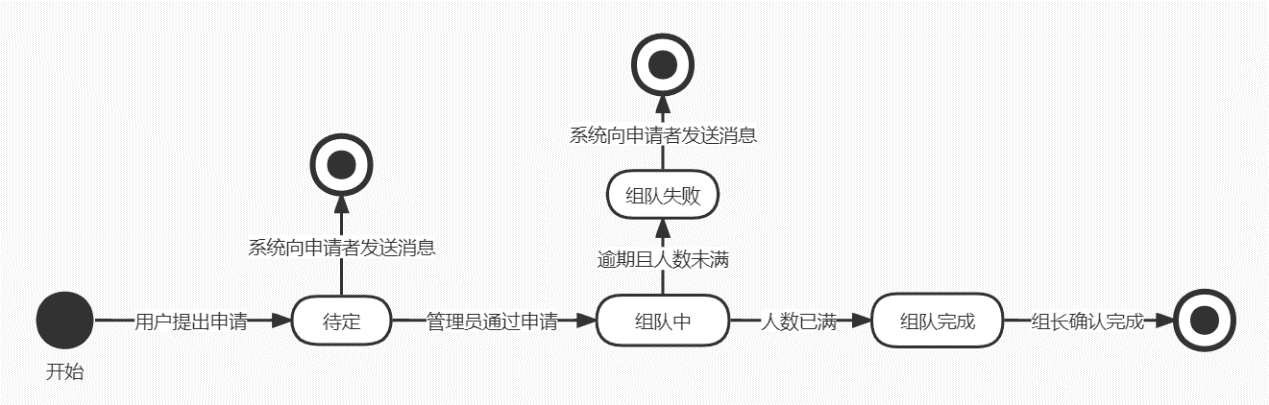 系统向申请者发送消息
组队失败
系统向申请者发送消息
逾期且人数未满
用户提出申请
待定
管理员通过申请
组队中
人数已满
组队完成
组长确认完成
开始